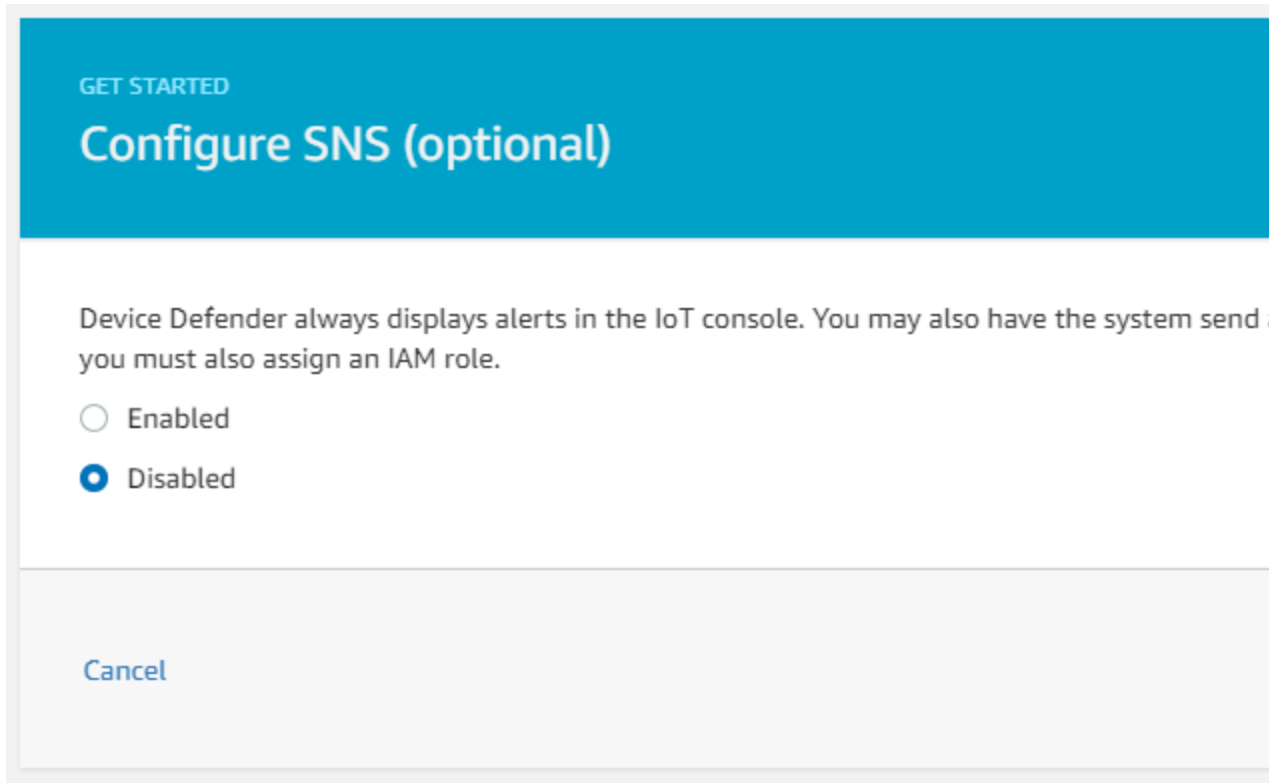 GET STARTED
Configure SNS (optional)
Device Defender always displays alerts in the IoT console. You may also have the system send
you must also assign an IAM role.
Enabled
Disabled
Cancel